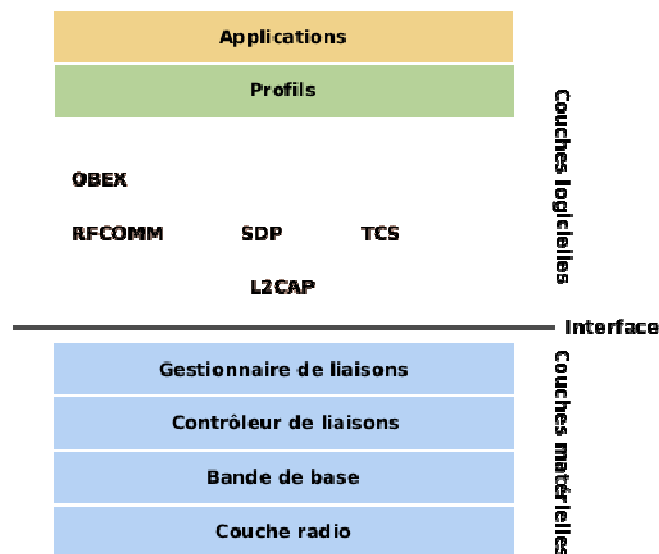 Applications
Profils
OBEX
RFCOMM SDP TCS
L2CAP
Couches logicielles
Interface
Gestionnaire de liaisons
Contrôleur de liaisons
Bande de base
Couche radio
Couches matérielles